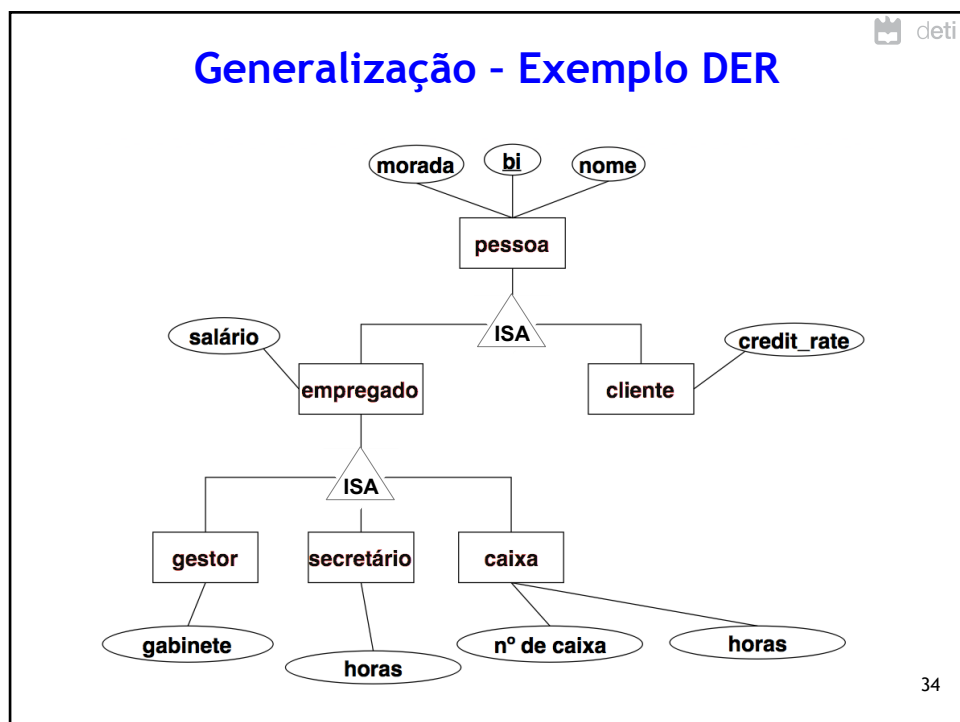 deti
Generalização - Exemplo DER
morada
bi
nome
pessoa
ISA
salário
credit_rate
empregado
cliente
ISA
gestor
secretário
caixa
gabinete
horas
nº de caixa
horas
34